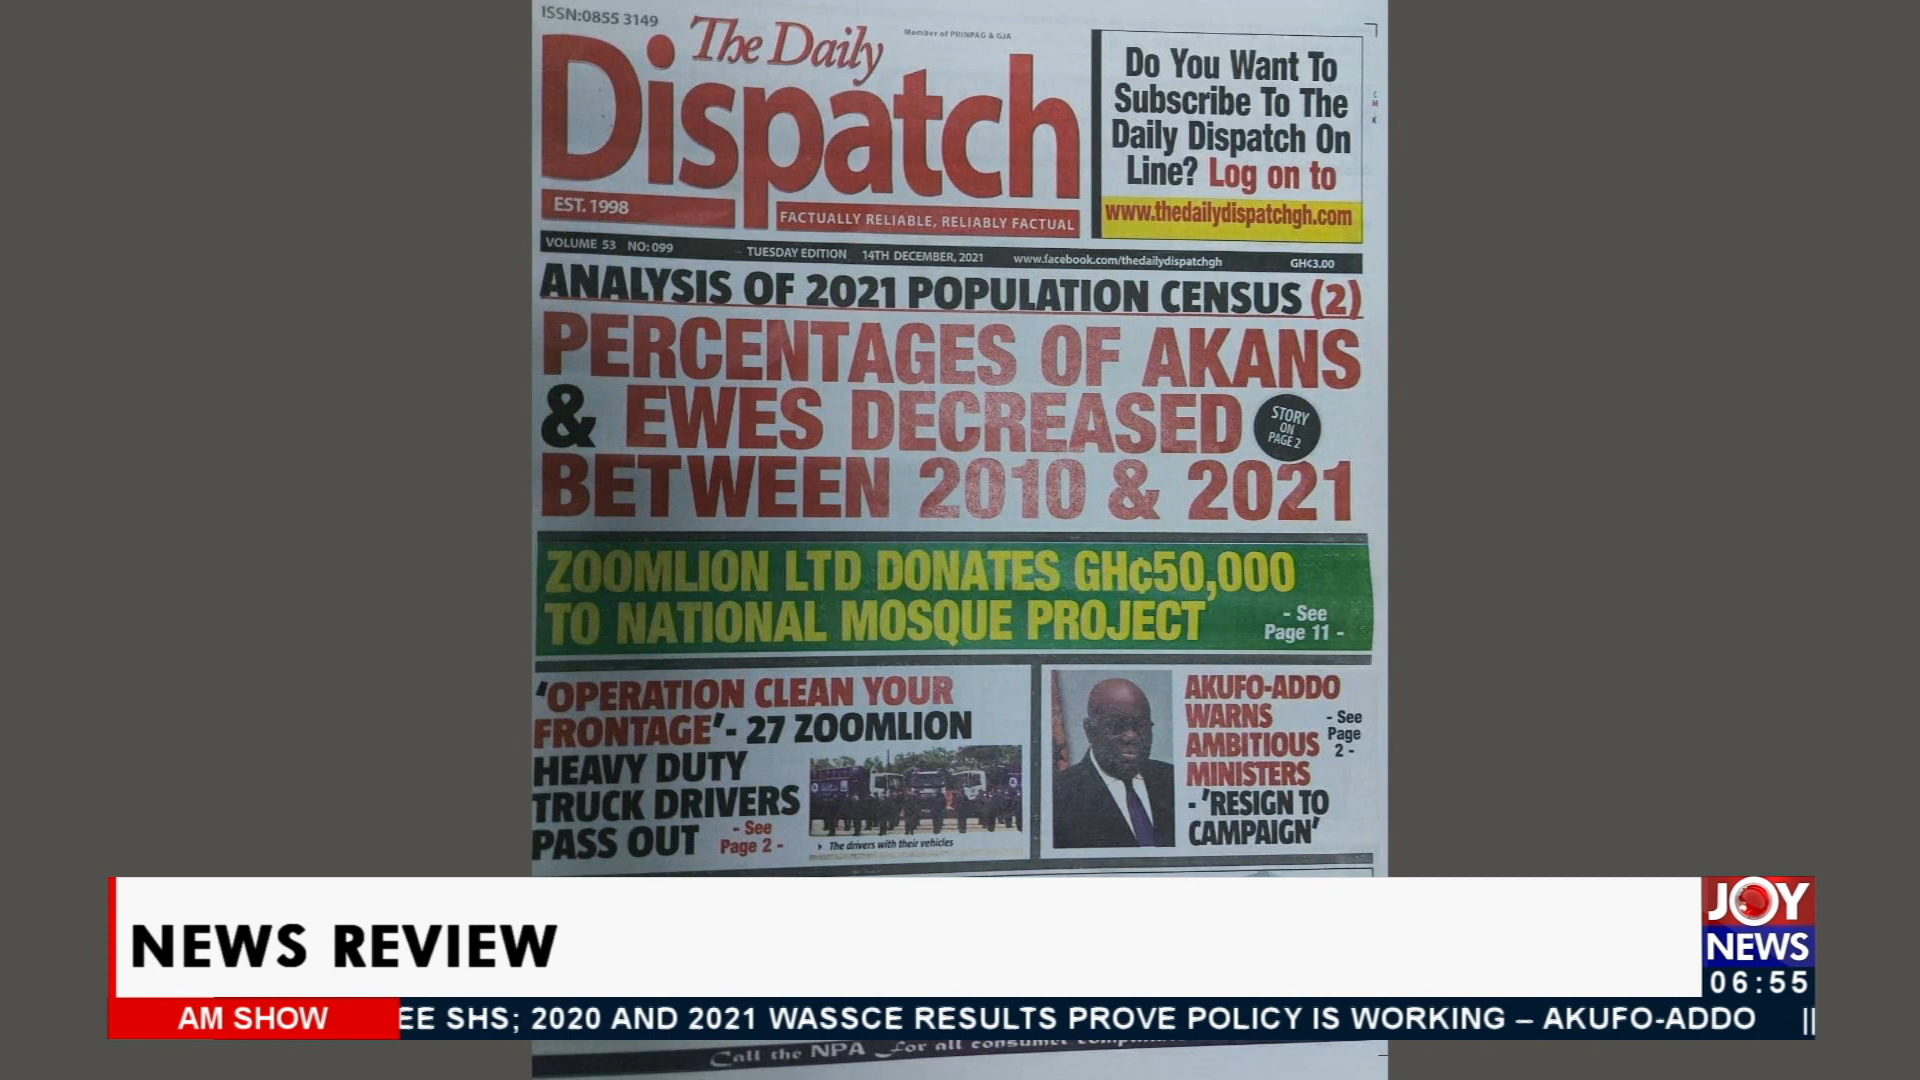 ISSN:0855 3149
Member of PRINPAG & GJA
The Daily
Dispatch
EST. 1998
FACTUALLY RELIABLE, RELIABLY FACTUAL
Do You Want To
Subscribe To The
Daily Dispatch On
Line? Log on to
www.thedailydispatchgh.com
VOLUME 53 NO: 099 TUESDAY EDITION 14TH DECEMBER, 2021 www.facebook.com/thedailydispatchgh GH¢3.00
ANALYSIS OF 2021 POPULATION CENSUS (2)
PERCENTAGES OF AKANS
& EWES DECREASED
BETWEEN 2010 & 2021
STORY
ON
PAGE 2
ZOOMLION LTD DONATES GH¢50,000
TO NATIONAL MOSQUE PROJECT
- See
Page 11 -
'OPERATION CLEAN YOUR
FRONTAGE'- 27 ZOOMLION
HEAVY DUTY
TRUCK DRIVERS
PASS OUT
- See
Page 2 -
The drivers with their vehicles
AKUFO-ADDO
WARNS
AMBITIOUS
MINISTERS
- 'RESIGN TO
CAMPAIGN'
- See
Page
2 -
NEWS REVIEW
JOY
NEWS
06:55
AM SHOW
EE SHS; 2020 AND 2021 WASSCE RESULTS PROVE POLICY IS WORKING – AKUFO-ADDO ||
Call the NPA for all consumer